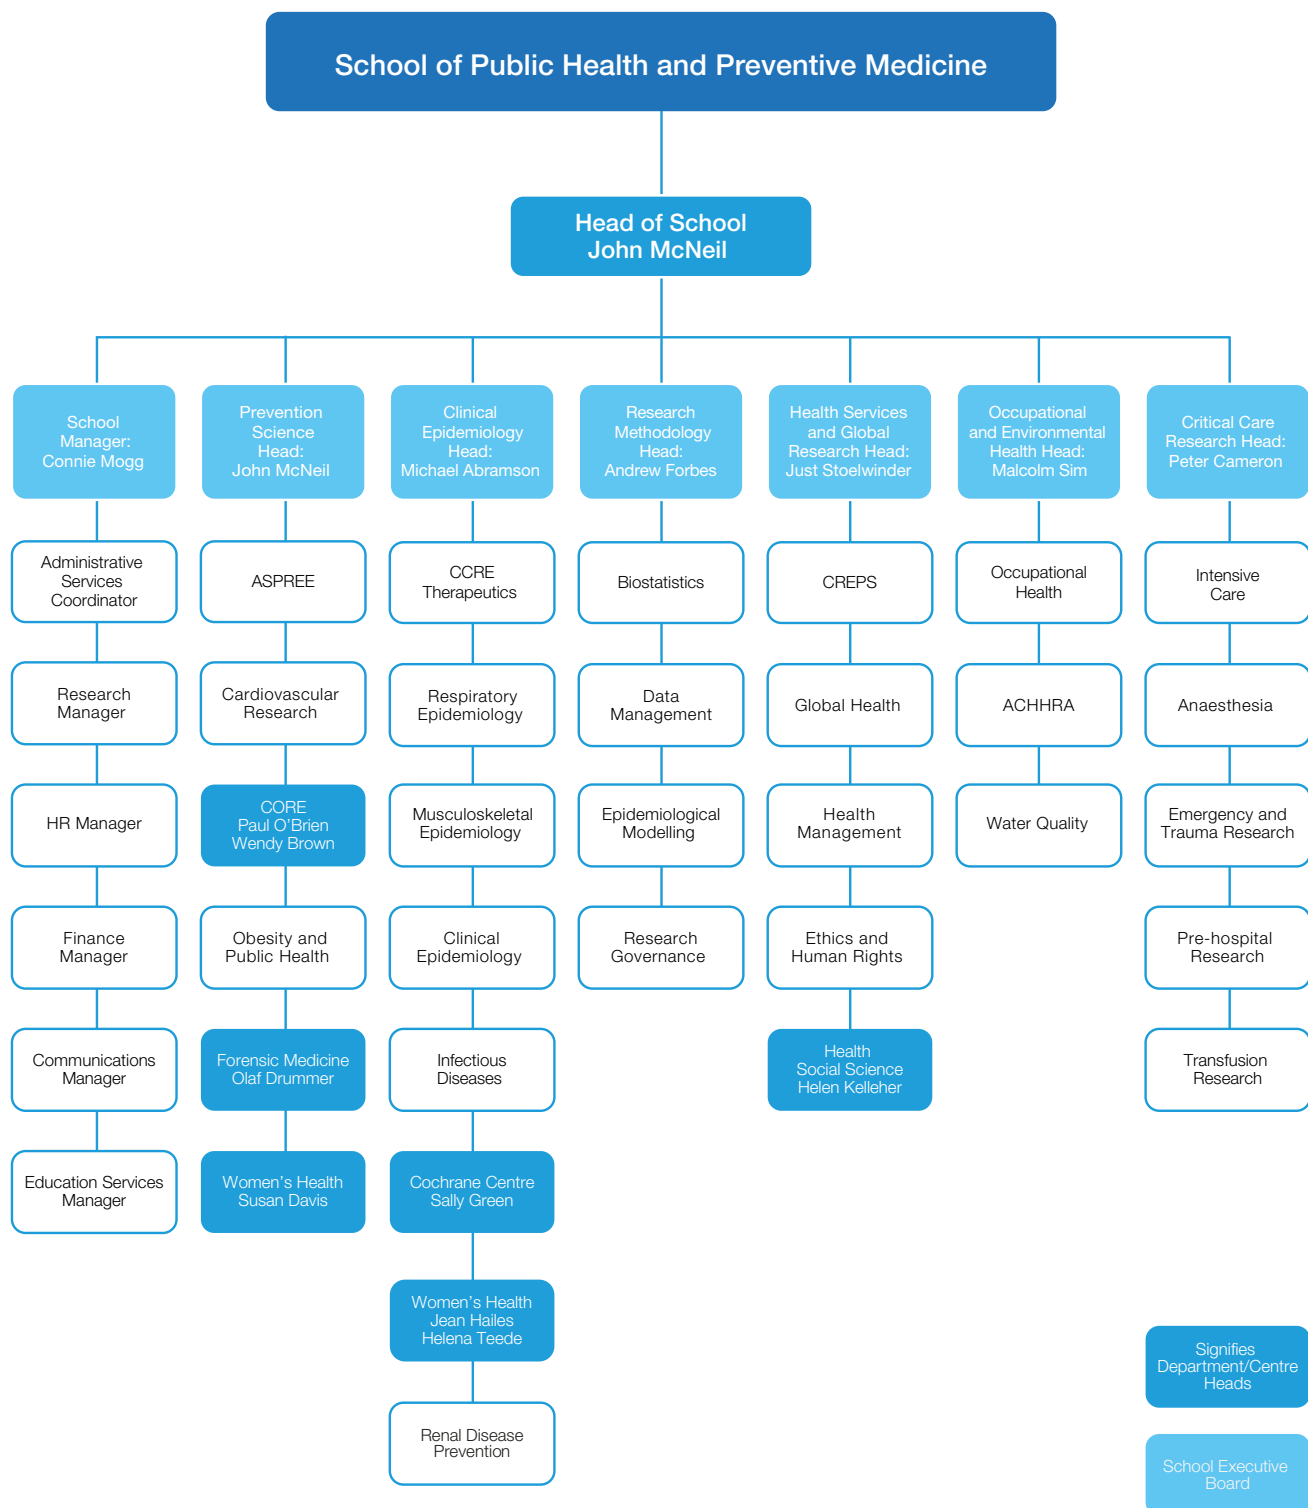 School of Public Health and Preventive Medicine
Head of School
John McNeil
School
Manager:
Connie Mogg
Prevention
Science
Head:
John McNeil
Clinical
Epidemiology
Head:
Michael Abramson
Research
Methodology
Head:
Andrew Forbes
Health Services
and Global
Research Head:
Just Stoelwinder
Occupational
and Environmental
Health Head:
Malcolm Sim
Critical Care
Research Head:
Peter Cameron
Administrative
Services
Coordinator
ASPREE
CCRE
Therapeutics
Biostatistics
CREPS
Occupational
Health
Intensive
Care
Research
Manager
Cardiovascular
Research
Respiratory
Epidemiology
Data
Management
Global Health
ACHHRA
Anaesthesia
HR Manager
CORE
Paul O’Brien
Wendy Brown
Musculoskeletal
Epidemiology
Epidemiological
Modelling
Health
Management
Water Quality
Emergency and
Trauma Research
Finance
Manager
Obesity and
Public Health
Clinical
Epidemiology
Research
Governance
Ethics and
Human Rights
Pre-hospital
Research
Communications
Manager
Forensic Medicine
Olaf Drummer
Infectious
Diseases
Health
Social Science
Helen Kelleher
Transfusion
Research
Education Services
Manager
Women’s Health
Susan Davis
Cochrane Centre
Sally Green
Women’s Health
Jean Hailes
Helena Teede
Renal Disease
Prevention
Signifies
Department/Centre
Heads
School Executive
Board